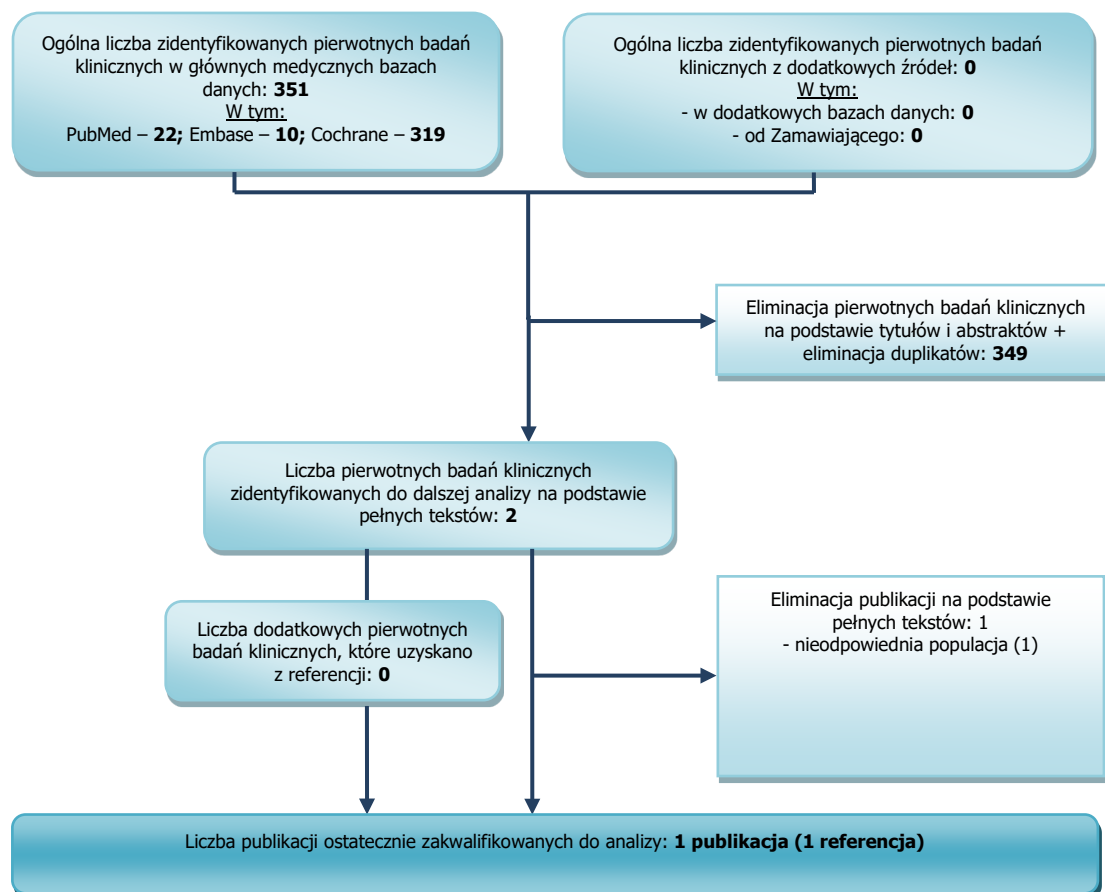 Ogólna liczba zidentyfikowanych pierwotnych badań
klinicznych w głównych medycznych bazach
danych: 351
W tym:
PubMed – 22; Embase – 10; Cochrane – 319
Ogólna liczba zidentyfikowanych pierwotnych badań
klinicznych z dodatkowych źródeł: 0
W tym:
- w dodatkowych bazach danych: 0
- od Zamawiającego: 0
Eliminacja pierwotnych badań klinicznych
na podstawie tytułów i abstraktów +
eliminacja duplikatów: 349
Liczba pierwotnych badań klinicznych
zidentyfikowanych do dalszej analizy na podstawie
pełnych tekstów: 2
Liczba dodatkowych pierwotnych
badań klinicznych, które uzyskano
z referencji: 0
Eliminacja publikacji na podstawie
pełnych tekstów: 1
- nieodpowiednia populacja (1)
Liczba publikacji ostatecznie zakwalifikowanych do analizy: 1 publikacja (1 referencja)